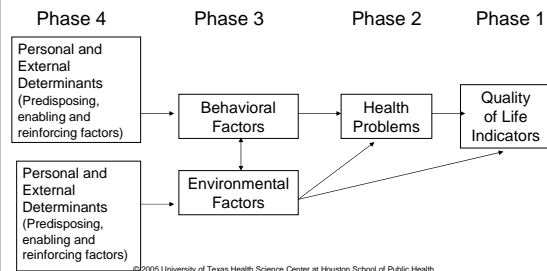 Phase 4
Phase 3
Phase 2
Phase 1
Personal and
External
Determinants
(Predisposing,
enabling and
reinforcing factors)
Behavioral
Factors
Health
Problems
Quality
of Life
Indicators
Personal and
External
Determinants
(Predisposing,
enabling and
reinforcing factors)
Environmental
Factors
©2005 University of Texas Health Science Center at Houston School of Public Health